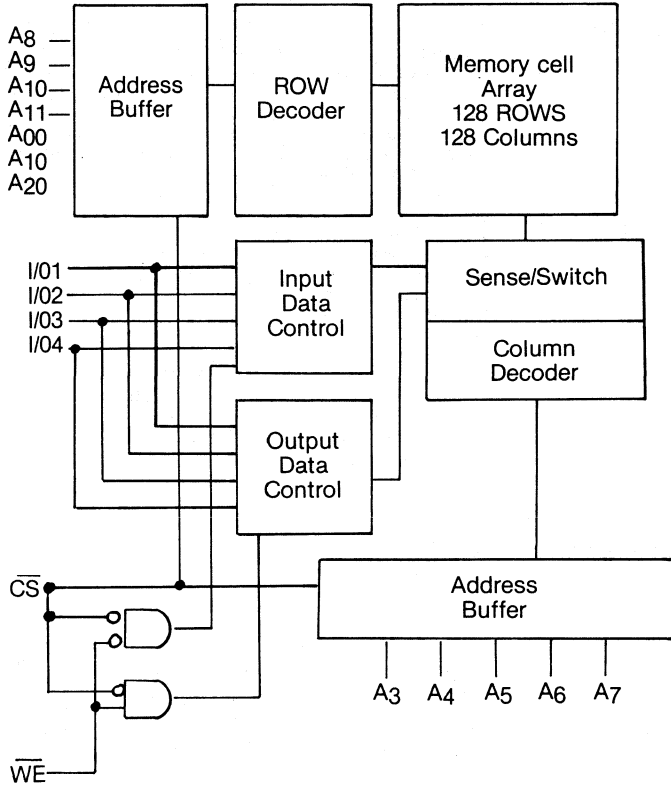 A8
A9
A10
A11
A00
A10
A20
Address
Buffer
ROW
Decoder
Memory cell
Array
128 ROWS
128 Columns
I/01
I/02
I/03
I/04
Input
Data
Control
Sense/Switch
Column
Decoder
Output
Data
Control
C̅S̅
Address
Buffer
A3 A4 A5 A6 A7
W̅E̅